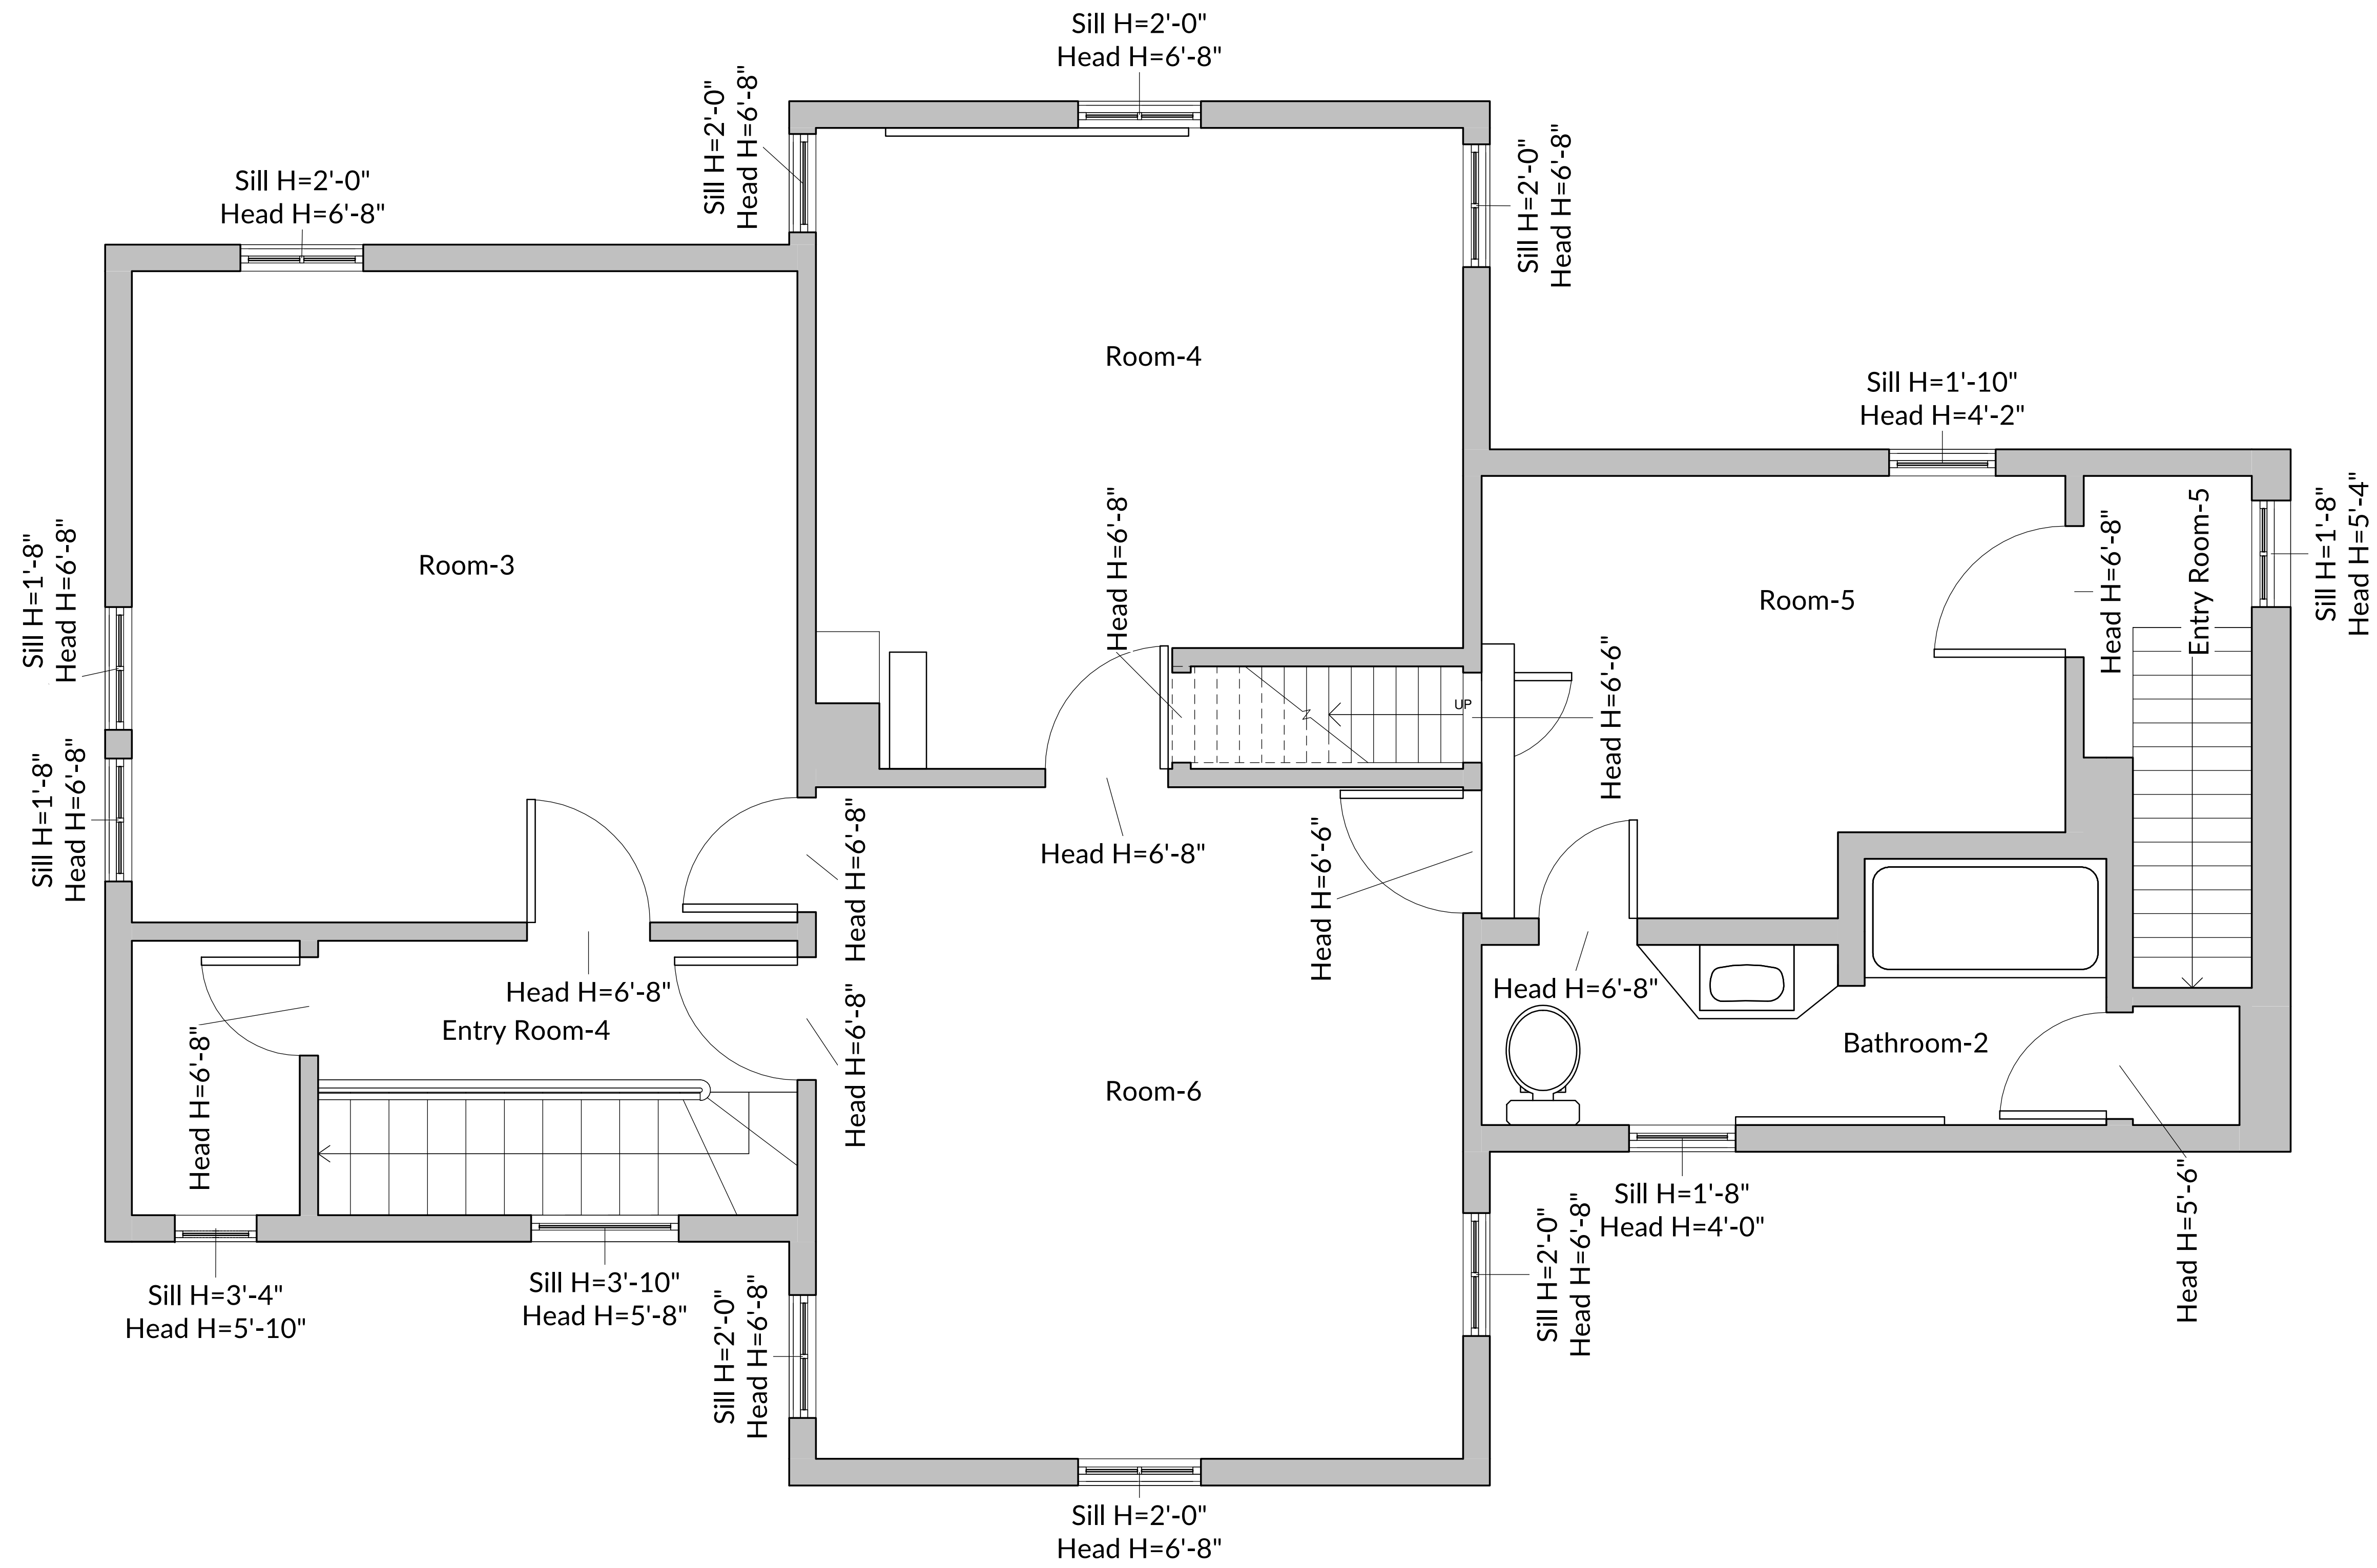 Sill H=2'-0"
Head H=6'-8"
Sill H=2'-0"
Head H=6'-8"
Sill H=2'-0"
Head H=6'-8"
Sill H=2'-0"
Head H=6'-8"
Room-4
Sill H=1'-10"
Head H=4'-2"
Sill H=1'-8"
Head H=6'-8"
Room-3
Head H=6'-8"
Room-5
Head H=6'-8"
Entry Room-5
Sill H=1'-8"
Head H=5'-4"
UP
Head H=6'-6"
Sill H=1'-8"
Head H=6'-8"
Head H=6'-8"
Head H=6'-8"
Head H=6'-6"
Head H=6'-8"
Entry Room-4
Head H=6'-8"
Head H=6'-8"
Head H=6'-8"
Bathroom-2
Room-6
Sill H=1'-8"
Head H=4'-0"
Head H=5'-6"
Sill H=3'-4"
Head H=5'-10"
Sill H=3'-10"
Head H=5'-8"
Sill H=2'-0"
Head H=6'-8"
Sill H=2'-0"
Head H=6'-8"
Sill H=2'-0"
Head H=6'-8"